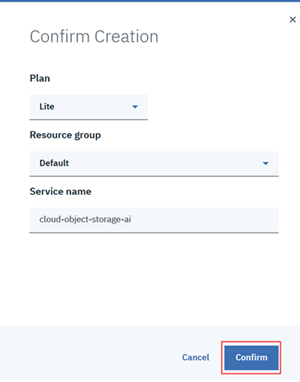 Confirm Creation
Plan
Lite
Resource group
Default
Service name
cloud-object-storage-ai
Cancel
Confirm